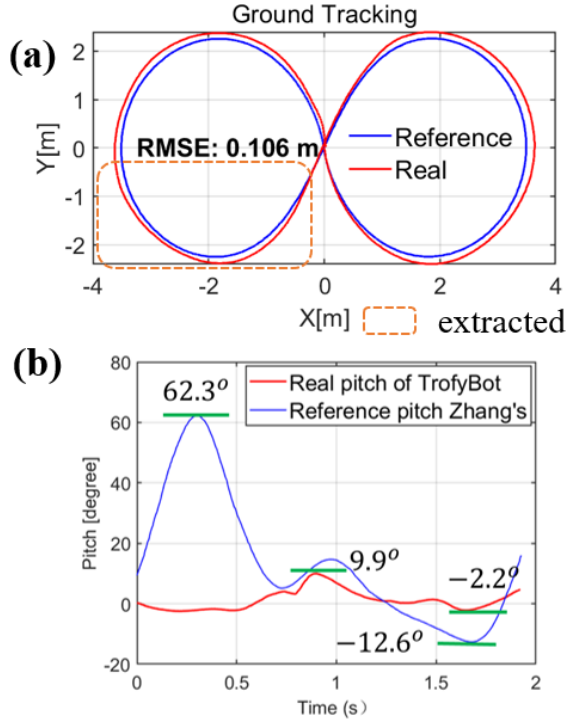 Ground Tracking
(a)
Y[m]
2
1
0
-1
-2
RMSE: 0.106 m
Reference
Real
-4
-2
0
2
4
X[m]
extracted
(b)
Pitch [degree]
80
60
40
20
0
-20
62.3°
Real pitch of TrofyBot
Reference pitch Zhang's
9.9°
−2.2°
−12.6°
0
0.5
1
1.5
2
Time (s）